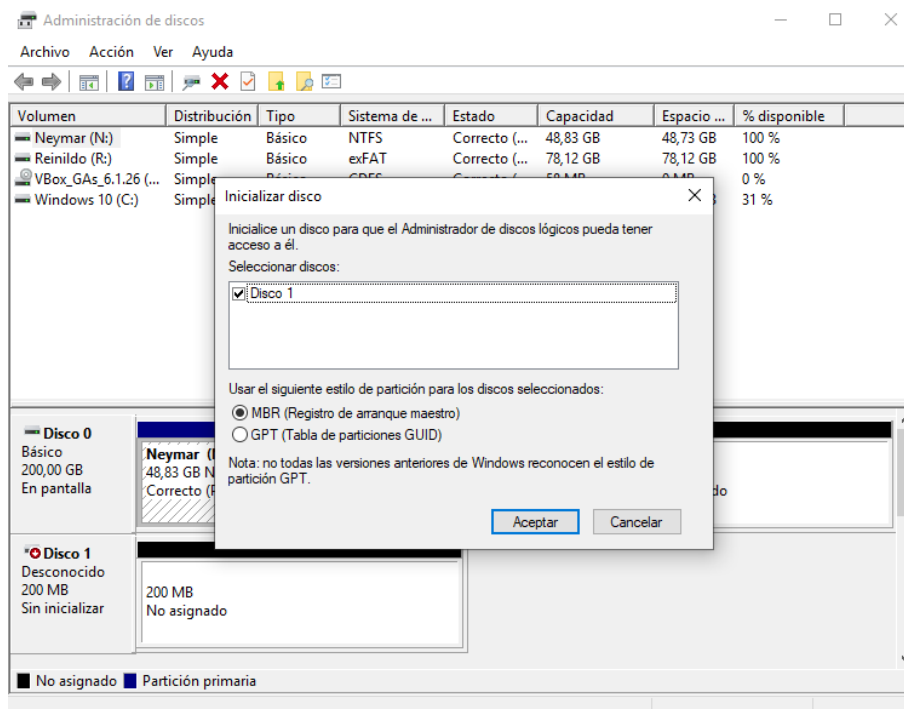 Administración de discos
Archivo Acción Ver Ayuda
Volumen Distribución Tipo Sistema de ... Estado Capacidad Espacio ... % disponible
Neymar (N:) Simple Básico NTFS Correcto (... 48,83 GB 48,73 GB 100 %
Reinildo (R:) Simple Básico exFAT Correcto (... 78,12 GB 78,12 GB 100 %
VBox_GAs_6.1.26 (... Simple 0 %
Windows 10 (C:) Simple 31 %
Inicializar disco
Inicialice un disco para que el Administrador de discos lógicos pueda tener
acceso a él.
Seleccionar discos:
Disco 1
Usar el siguiente estilo de partición para los discos seleccionados:
MBR (Registro de arranque maestro)
GPT (Tabla de particiones GUID)
Nota: no todas las versiones anteriores de Windows reconocen el estilo de
partición GPT.
Aceptar Cancelar
Disco 0
Básico
200,00 GB
En pantalla
Neymar (
48,83 GB N
Correcto (P
do
Disco 1
Desconocido
200 MB
Sin inicializar
200 MB
No asignado
No asignado Partición primaria